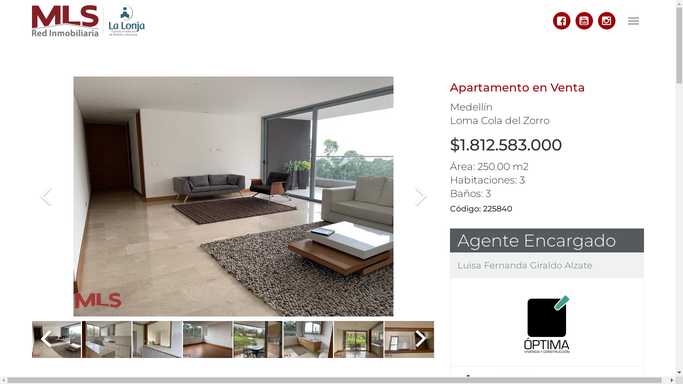 MLS
Red Inmobiliaria
La Lonja
Apartamento en Venta
Medellín
Loma Cola del Zorro
$1.812.583.000
Área: 250.00 m2
Habitaciones: 3
Baños: 3
Código: 225840
MLS
Agente Encargado
Luisa Fernanda Giraldo Alzate
ÓPTIMA
VIVIENDA Y CONSTRUCCIÓN